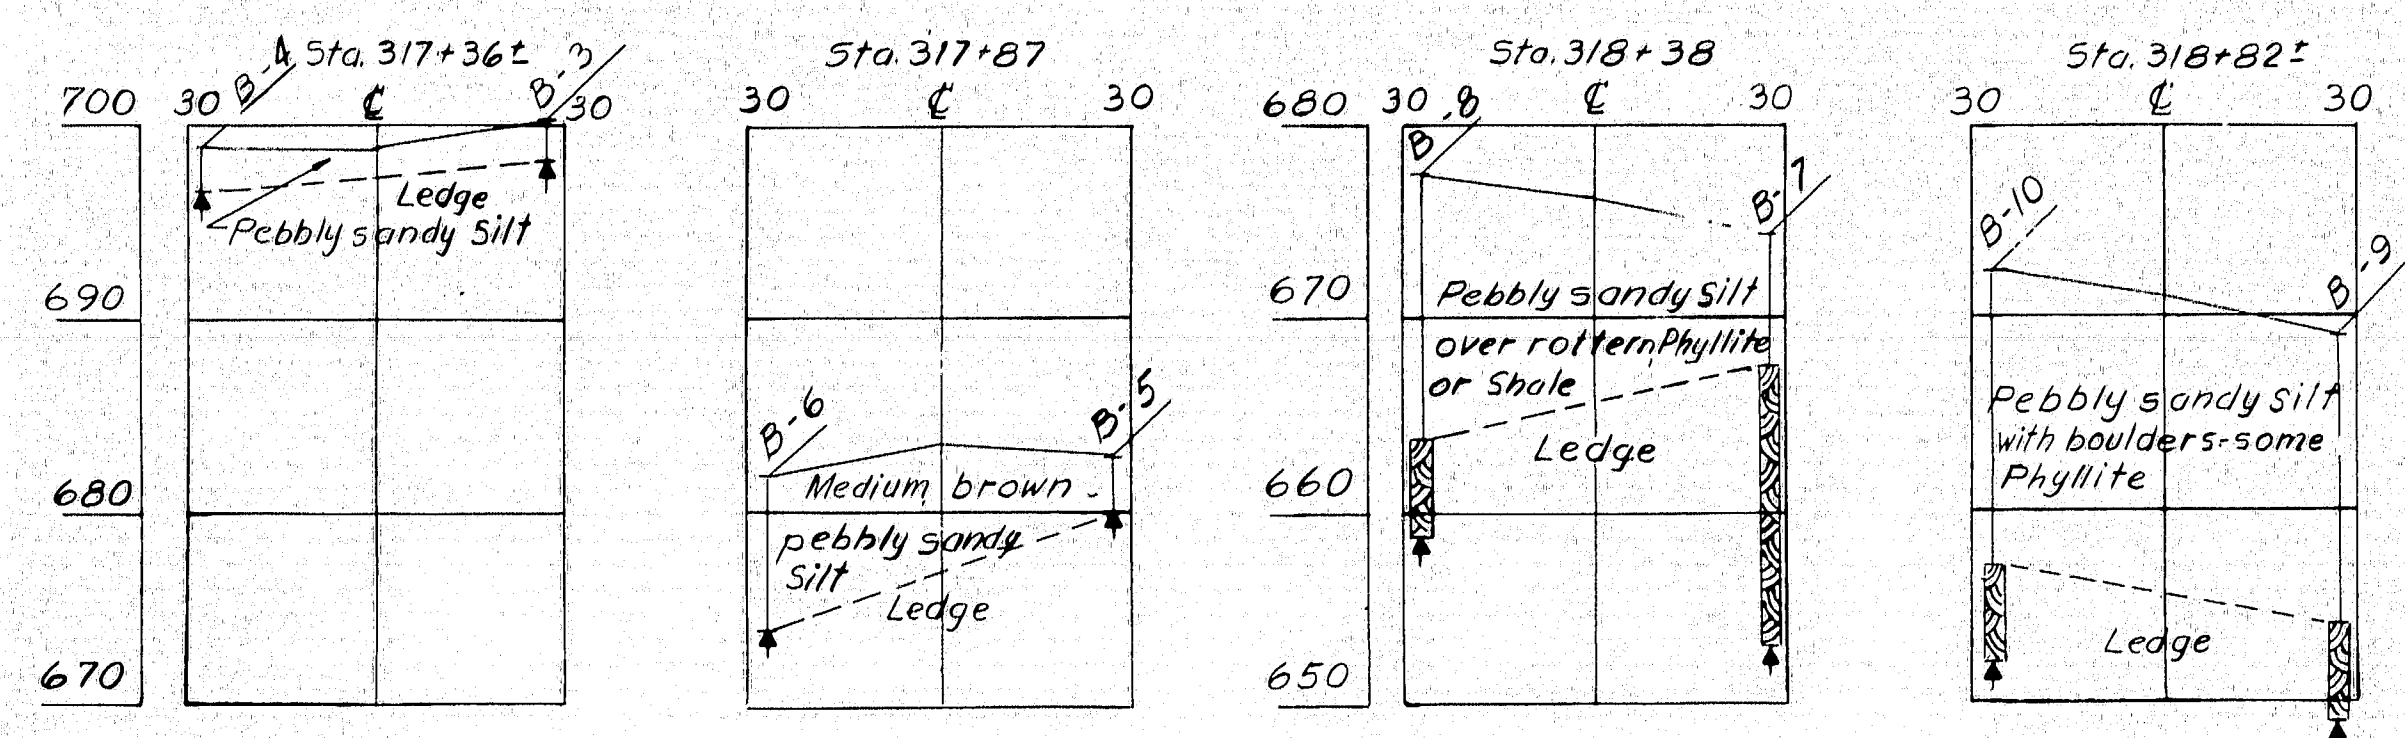 Sta. 317+36±
B-4
B-3
700 30 ℄ 30
Ledge
Pebbly sandy Silt
690
680
670
Sta. 317+87
30 ℄ 30
B-6
B-5
Medium brown -
pebbly sandy
Silt
Ledge
Sta. 318+38
680 30 ℄ 30
B-8
B-7
670
Pebbly sandy Silt
over rottern Phyllite
or Shale
Ledge
660
650
Sta. 318+82±
30 ℄ 30
B-10
B-9
Pebbly sandy Silt
with boulders-some
Phyllite
Ledge